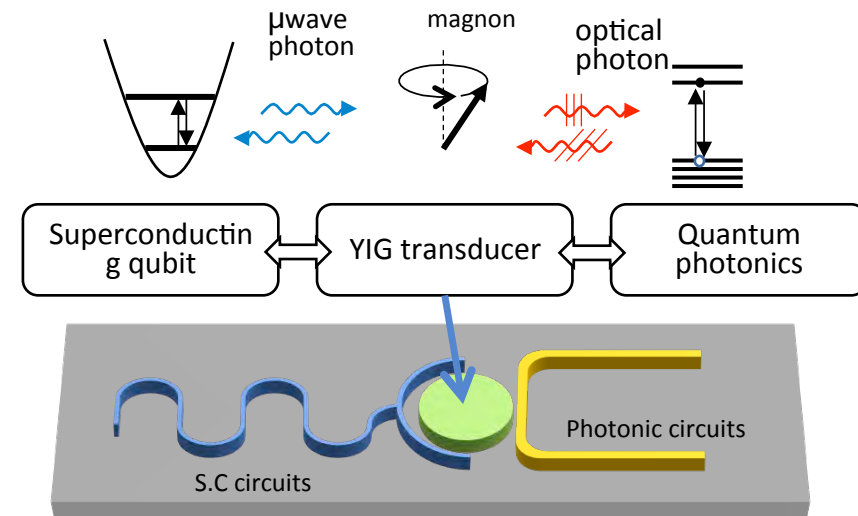 μwave
photon
magnon
optical
photon
Superconductin
g qubit
YIG transducer
Quantum
photonics
Photonic circuits
S.C circuits